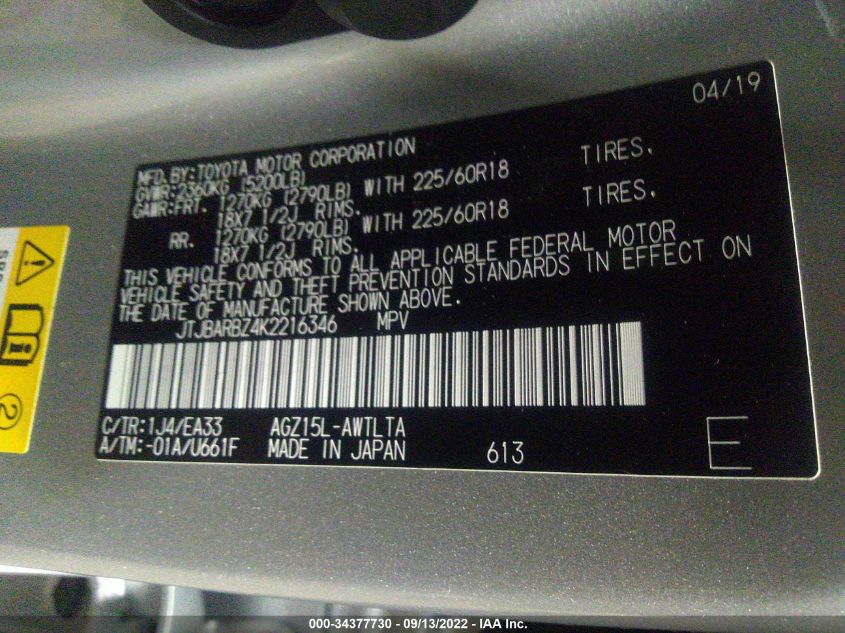 04/19
MFD.BY:TOYOTA MOTOR CORPORATION
GVWR:2360KG (5200LB)
GAWR:FRT. 1270KG (2790LB) WITH 225/60R18 TIRES.
18X7 1/2J RIMS.
RR. 1270KG (2790LB) WITH 225/60R18 TIRES.
18X7 1/2J RIMS.
THIS VEHICLE CONFORMS TO ALL APPLICABLE FEDERAL MOTOR
VEHICLE SAFETY AND THEFT PREVENTION STANDARDS IN EFFECT ON
THE DATE OF MANUFACTURE SHOWN ABOVE.
JTJBARBZ4K2216346 MPV
C/TR:1J4/EA33 AGZ15L-AWTLTA
A/TM:-01A/U661F MADE IN JAPAN 613 E
2
000-34377730 - 09/13/2022 - IAA Inc.